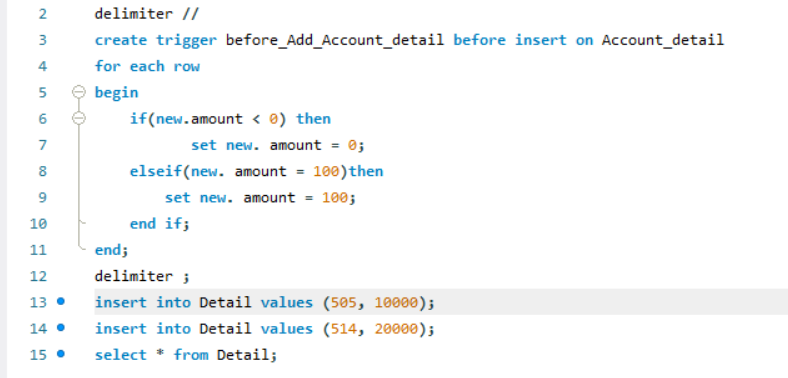 2 delimiter //
3 create trigger before_Add_Account_detail before insert on Account_detail
4 for each row
5 begin
6 if(new.amount < 0) then
7 set new. amount = 0;
8 elseif(new. amount = 100)then
9 set new. amount = 100;
10 end if;
11 end;
12 delimiter ;
13 insert into Detail values (505, 10000);
14 insert into Detail values (514, 20000);
15 select * from Detail;